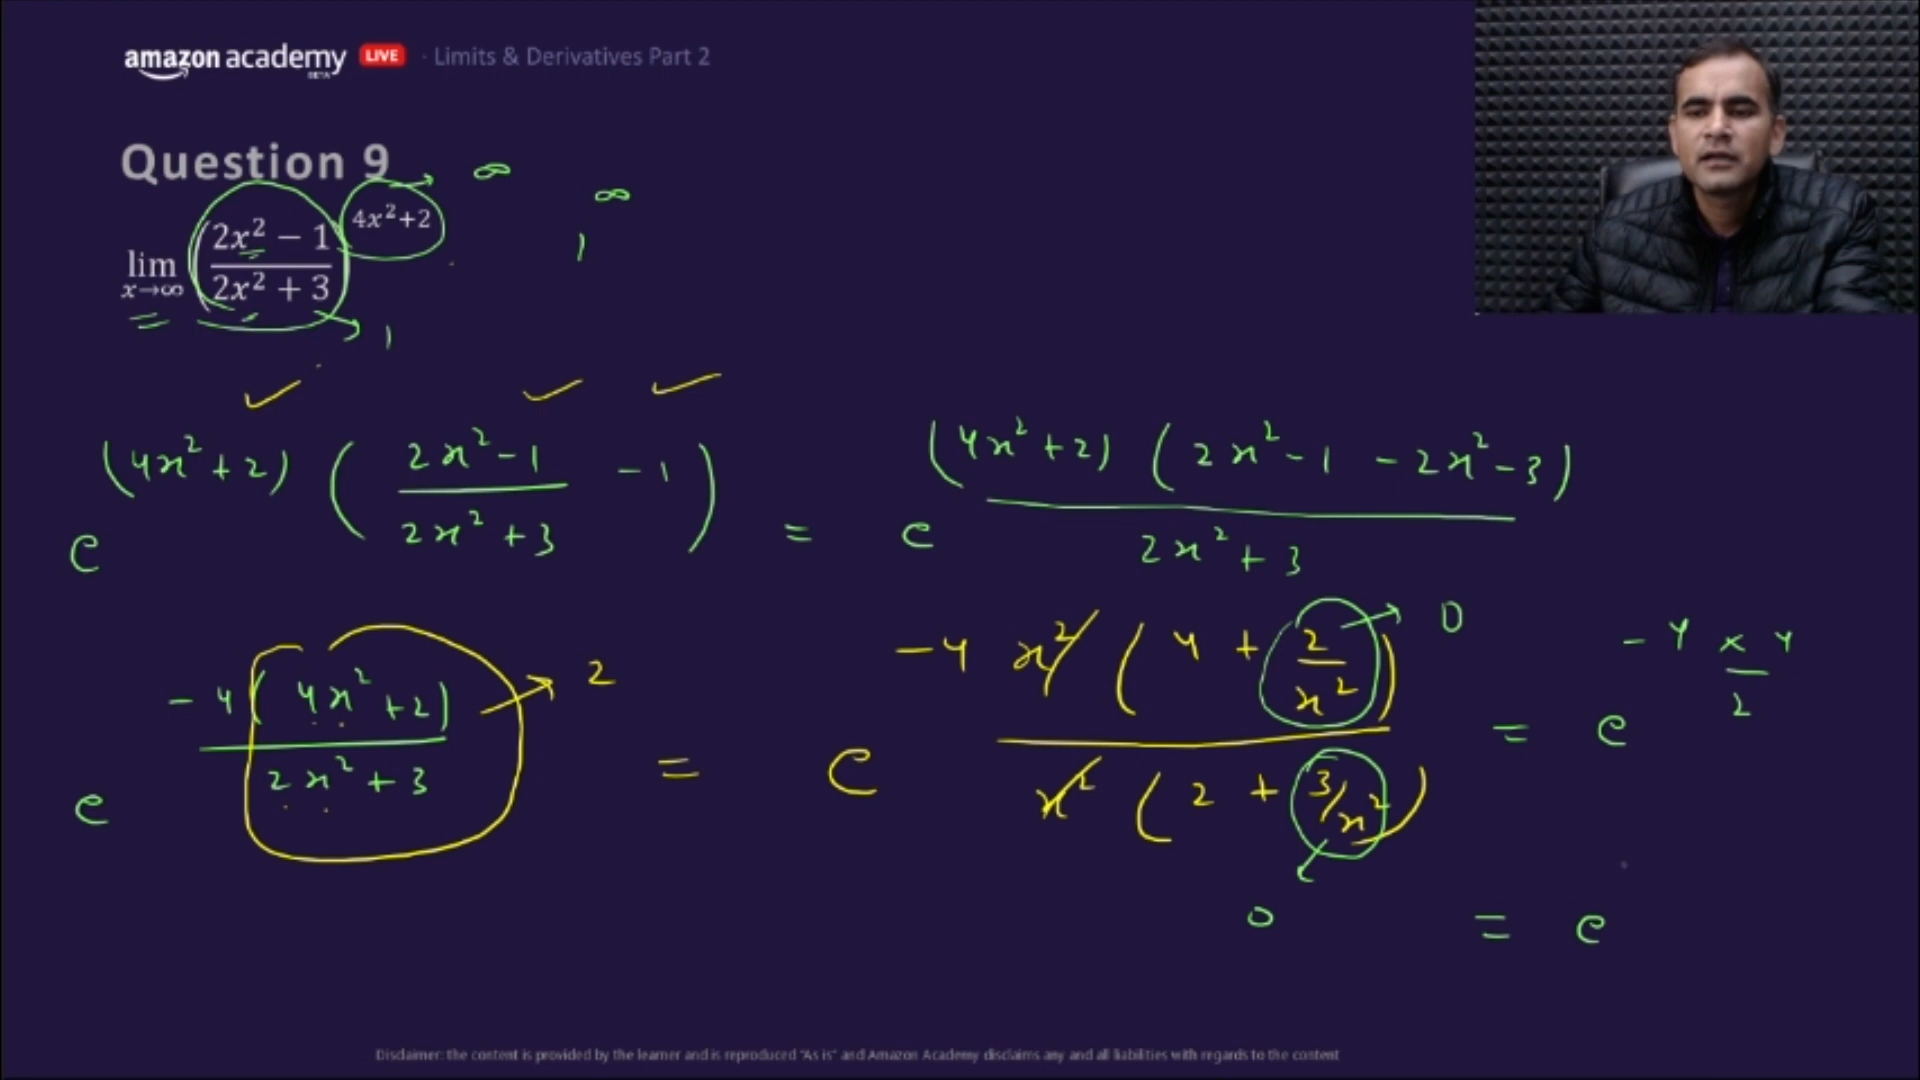 amazon academy LIVE · Limits & Derivatives Part 2
BETA
Question 9
∞
∞
1
lim x→∞ ((2x² − 1)/(2x² + 3))^(4x²+2)
1
e^((4x²+2)((2x²-1)/(2x²+3) -1)) = e^((4x²+2)(2x²-1-2x²-3)/(2x²+3))
e^(-4(4x²+2)/(2x²+3)) → 2 = e^(-4x²(4+2/x²)/(x²(2+3/x²))) = e^(-4×4/2)
0
0
= e
Disclaimer: the content is provided by the learner and is reproduced "As is" and Amazon Academy disclaims any and all liabilities with regards to the content